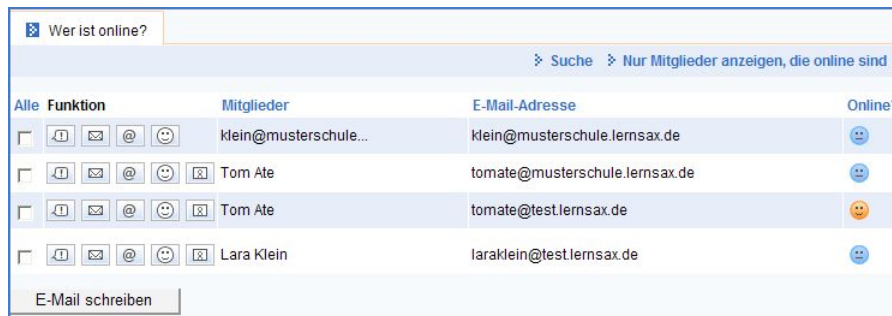 Wer ist online?
Suche Nur Mitglieder anzeigen, die online sind
Alle Funktion Mitglieder E-Mail-Adresse Online?
@ klein@musterschule... klein@musterschule.lernsax.de
@ Tom Ate tomate@musterschule.lernsax.de
@ Tom Ate tomate@test.lernsax.de
@ Lara Klein laraklein@test.lernsax.de
E-Mail schreiben